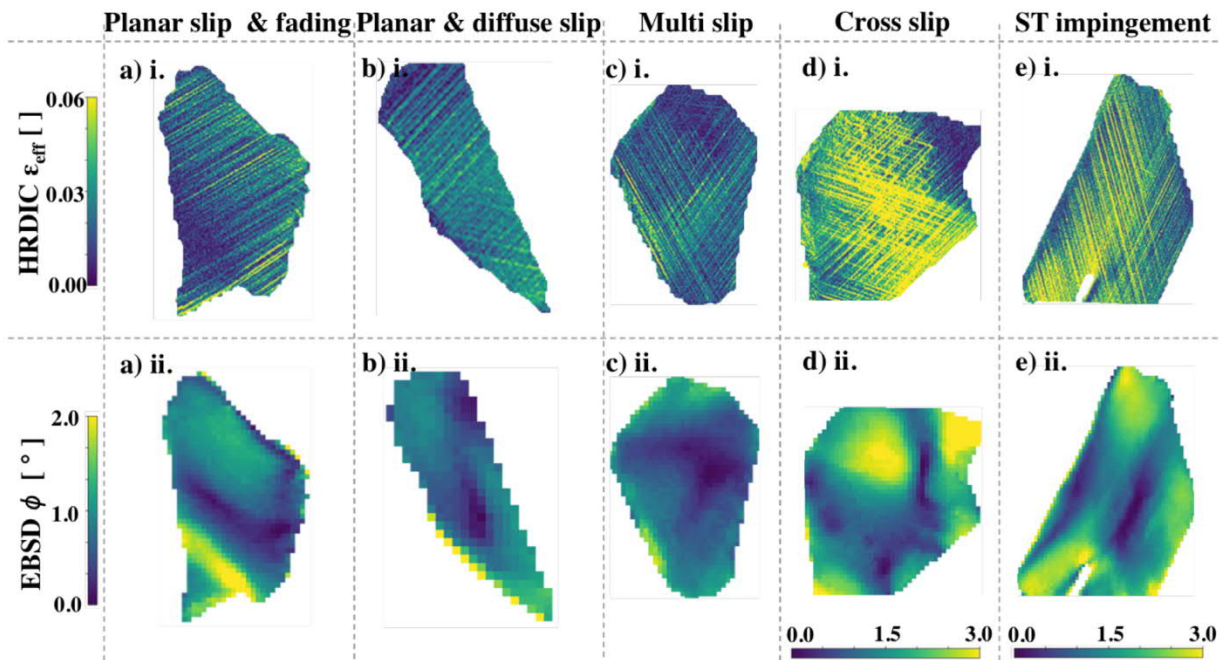 Planar slip & fading Planar & diffuse slip Multi slip Cross slip ST impingement
a) i. b) i. c) i. d) i. e) i.
HRDIC ε_eff [ ]
0.06
0.03
0.00
a) ii. b) ii. c) ii. d) ii. e) ii.
EBSD ϕ [ ° ]
2.0
1.0
0.0
0.0 1.5 3.0 0.0 1.5 3.0